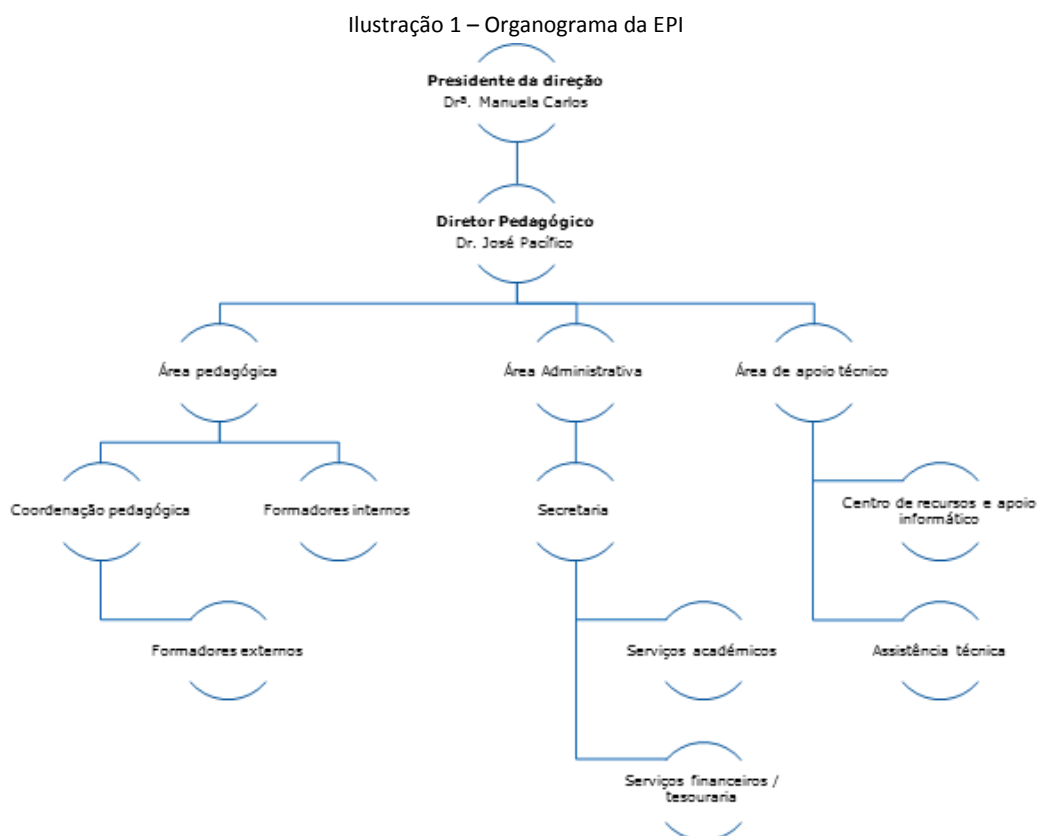 Ilustração 1 – Organograma da EPI
Presidente da direção
Drª. Manuela Carlos
Diretor Pedagógico
Dr. José Pacífico
Área pedagógica
Área Administrativa
Área de apoio técnico
Coordenação pedagógica
Formadores internos
Secretaria
Centro de recursos e apoio
informático
Formadores externos
Serviços académicos
Assistência técnica
Serviços financeiros /
tesouraria